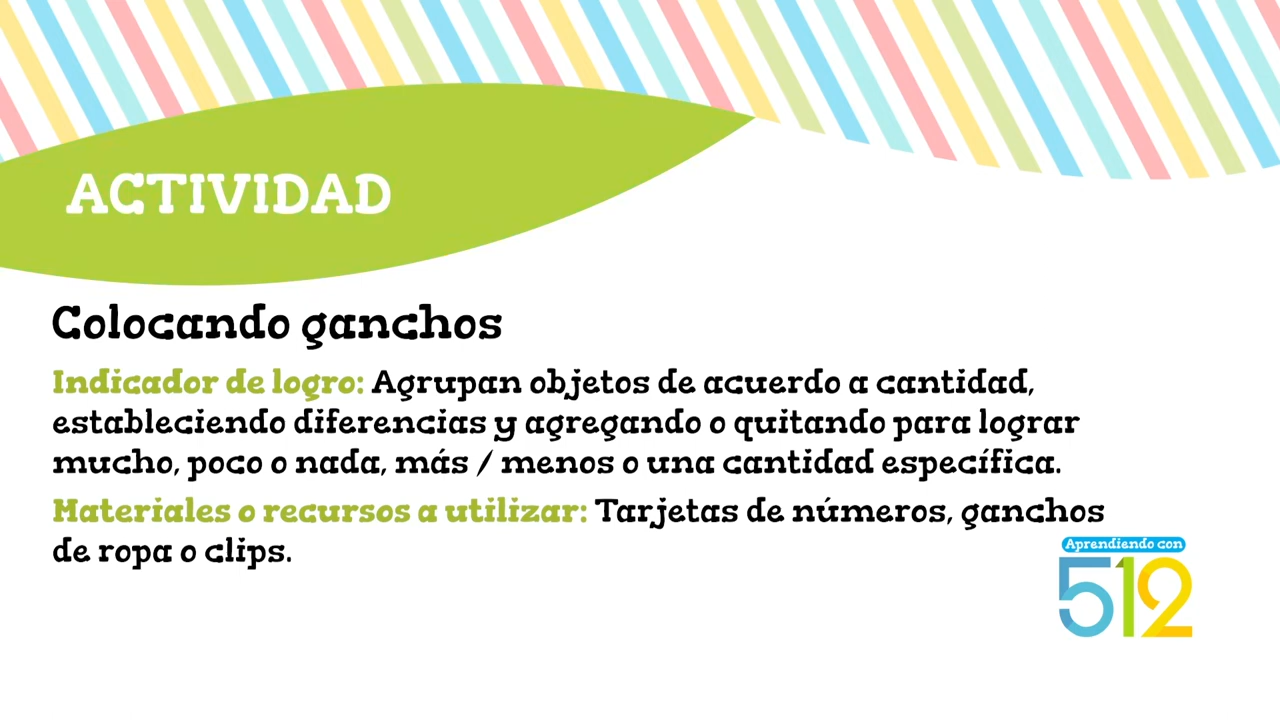 ACTIVIDAD
Colocando ganchos
Indicador de logro: Agrupan objetos de acuerdo a cantidad,
estableciendo diferencias y agregando o quitando para lograr
mucho, poco o nada, más / menos o una cantidad específica.
Materiales o recursos a utilizar: Tarjetas de números, ganchos
de ropa o clips.
Aprendiendo con
512